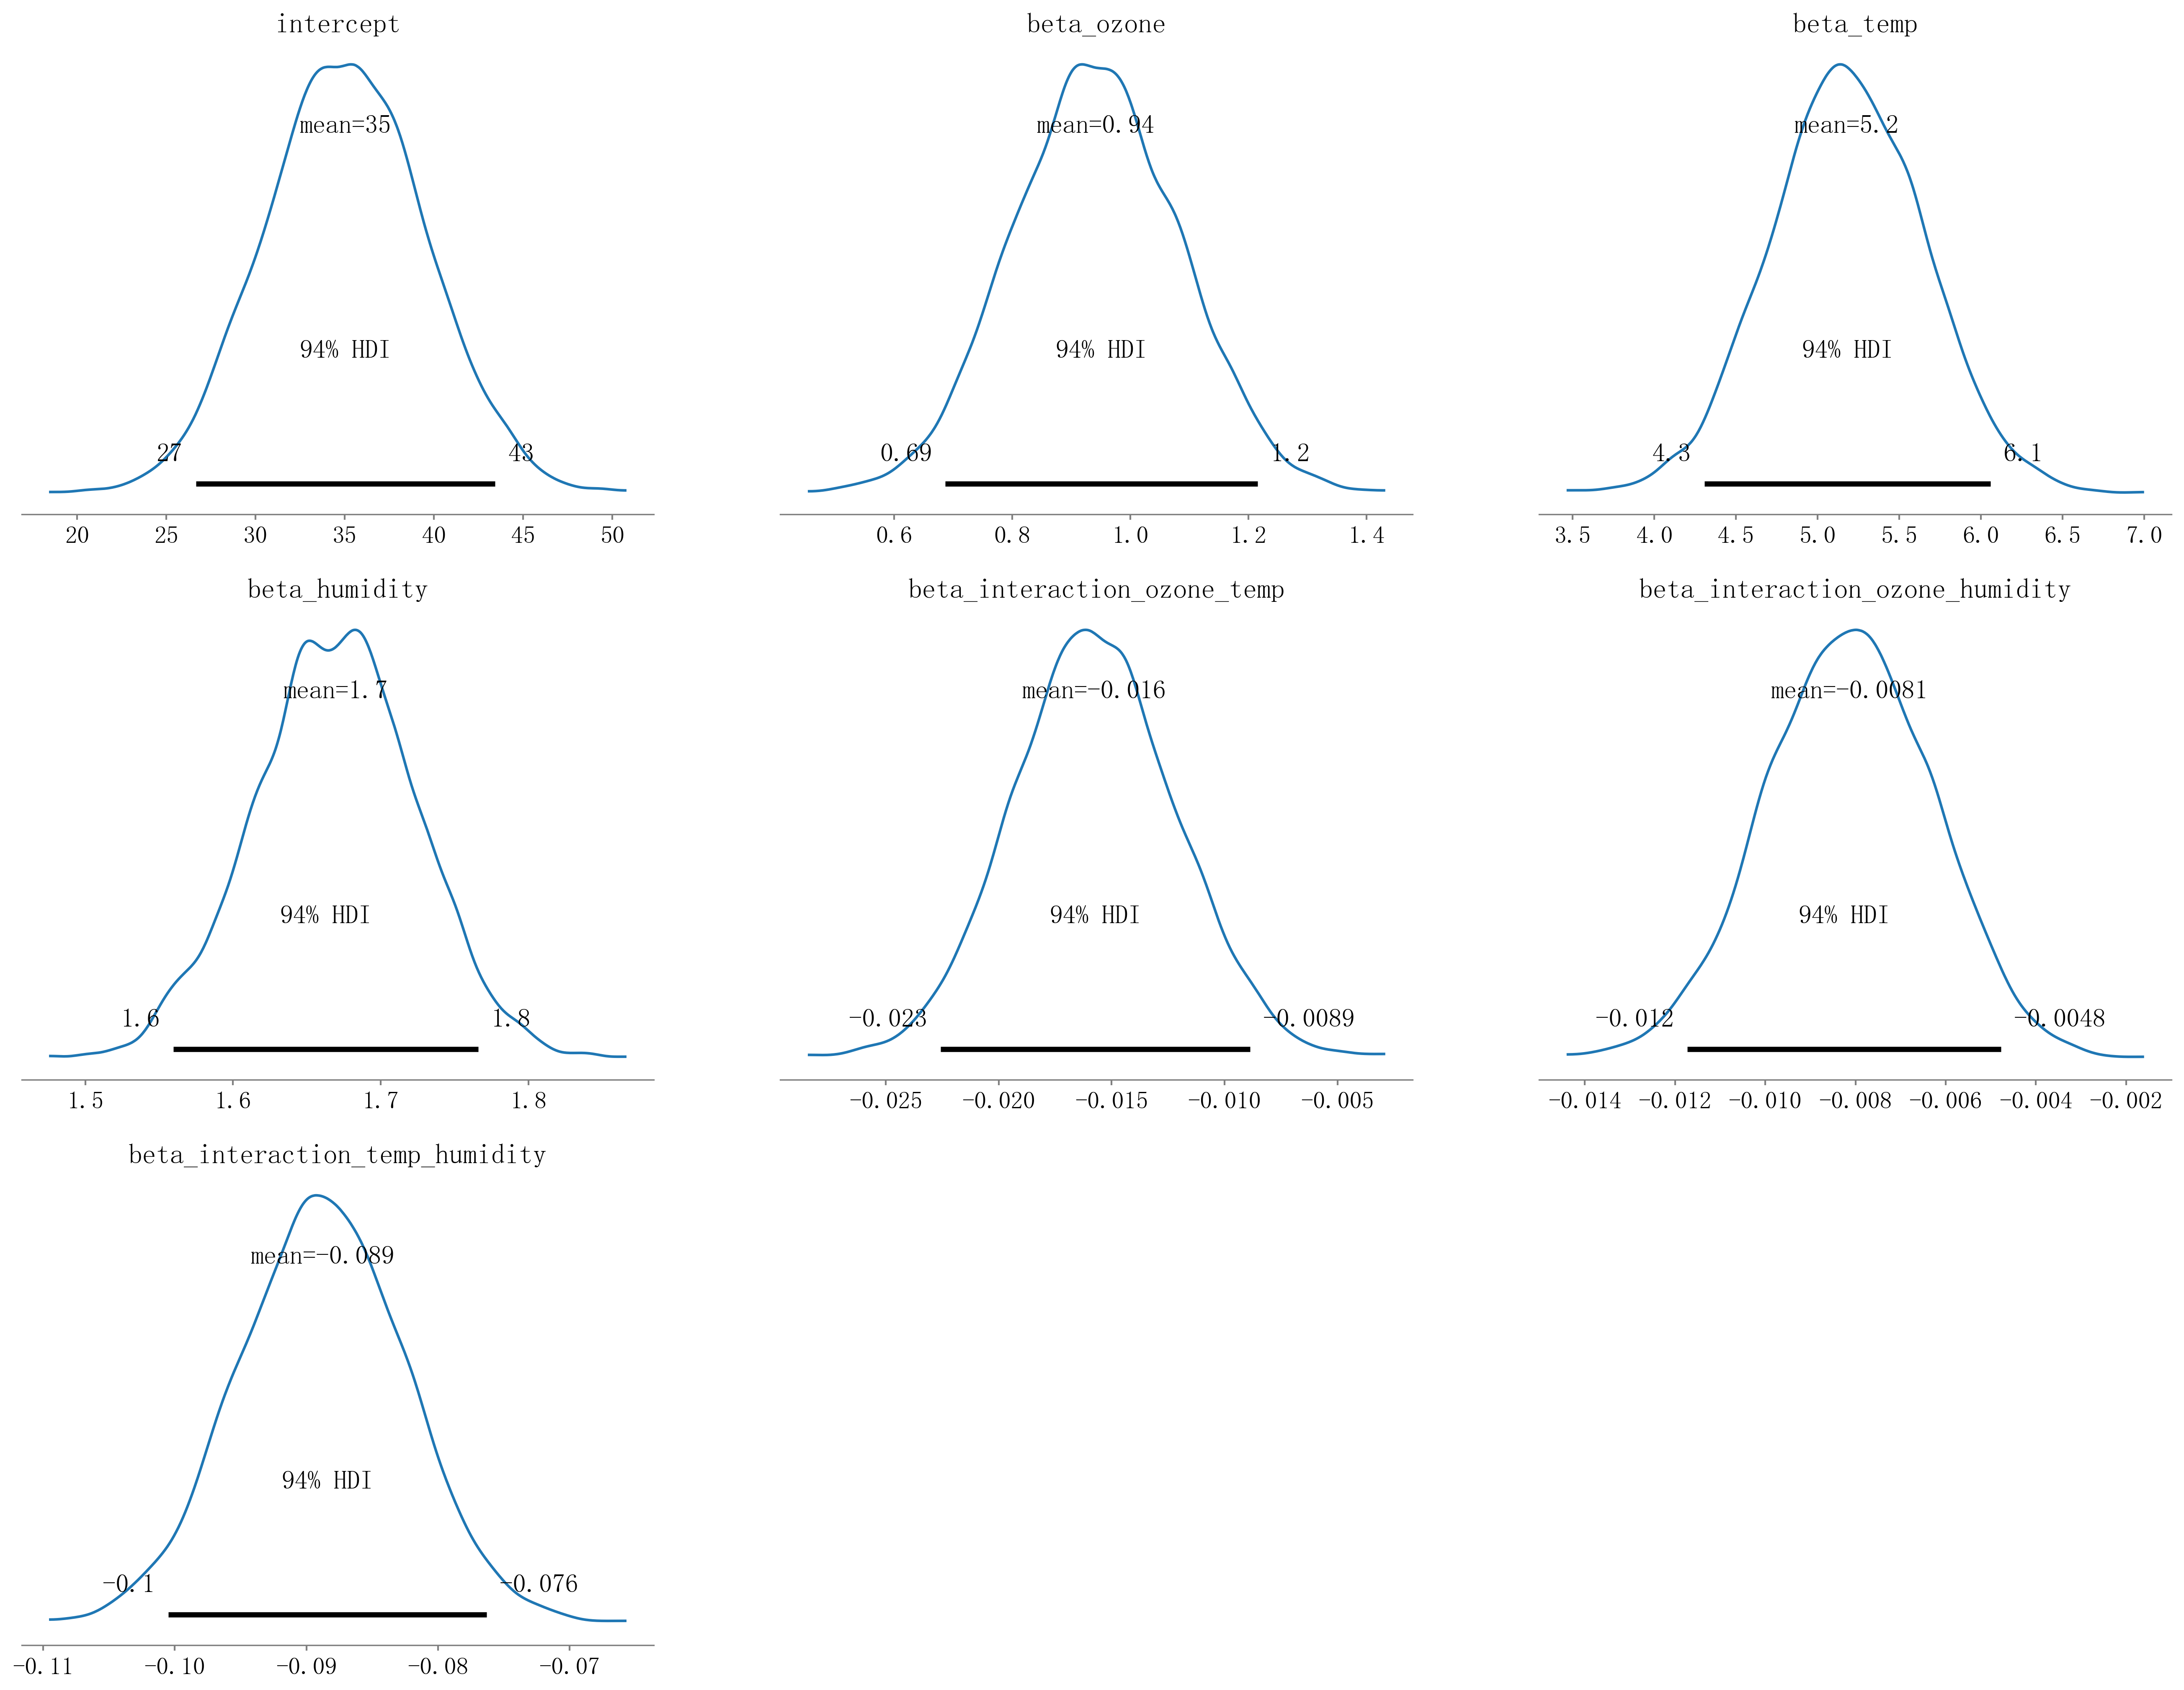 intercept
mean=35
94% HDI
27 43
20 25 30 35 40 45 50
beta_ozone
mean=0.94
94% HDI
0.69 1.2
0.6 0.8 1.0 1.2 1.4
beta_temp
mean=5.2
94% HDI
4.3 6.1
3.5 4.0 4.5 5.0 5.5 6.0 6.5 7.0
beta_humidity
mean=1.7
94% HDI
1.6 1.8
1.5 1.6 1.7 1.8
beta_interaction_ozone_temp
mean=−0.016
94% HDI
−0.023 −0.0089
−0.025 −0.020 −0.015 −0.010 −0.005
beta_interaction_ozone_humidity
mean=−0.0081
94% HDI
−0.012 −0.0048
−0.014 −0.012 −0.010 −0.008 −0.006 −0.004 −0.002
beta_interaction_temp_humidity
mean=−0.089
94% HDI
−0.1 −0.076
−0.11 −0.10 −0.09 −0.08 −0.07